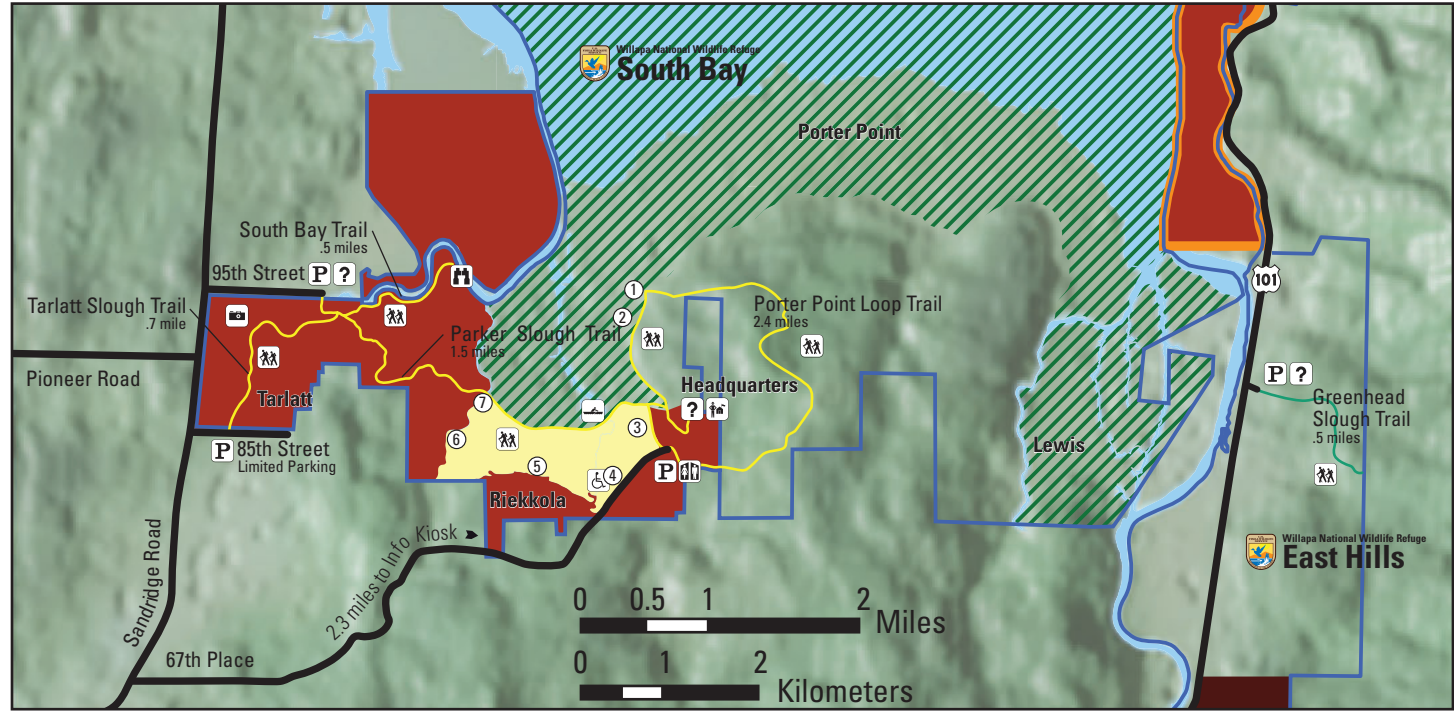 Willapa National Wildlife Refuge
South Bay
Porter Point
South Bay Trail
.5 miles
95th Street
P
?
101
Tarlatt Slough Trail
.7 mile
1
2
Porter Point Loop Trail
2.4 miles
Parker Slough Trail
1.5 miles
Pioneer Road
Headquarters
P
?
Greenhead
Slough Trail
.5 miles
Tarlatt
7
?
3
6
P
85th Street
Limited Parking
Lewis
5
4
P
Riekkola
Sandridge Road
2.3 miles to Info Kiosk
Willapa National Wildlife Refuge
East Hills
0 0.5 1 2
Miles
67th Place
0 1 2
Kilometers